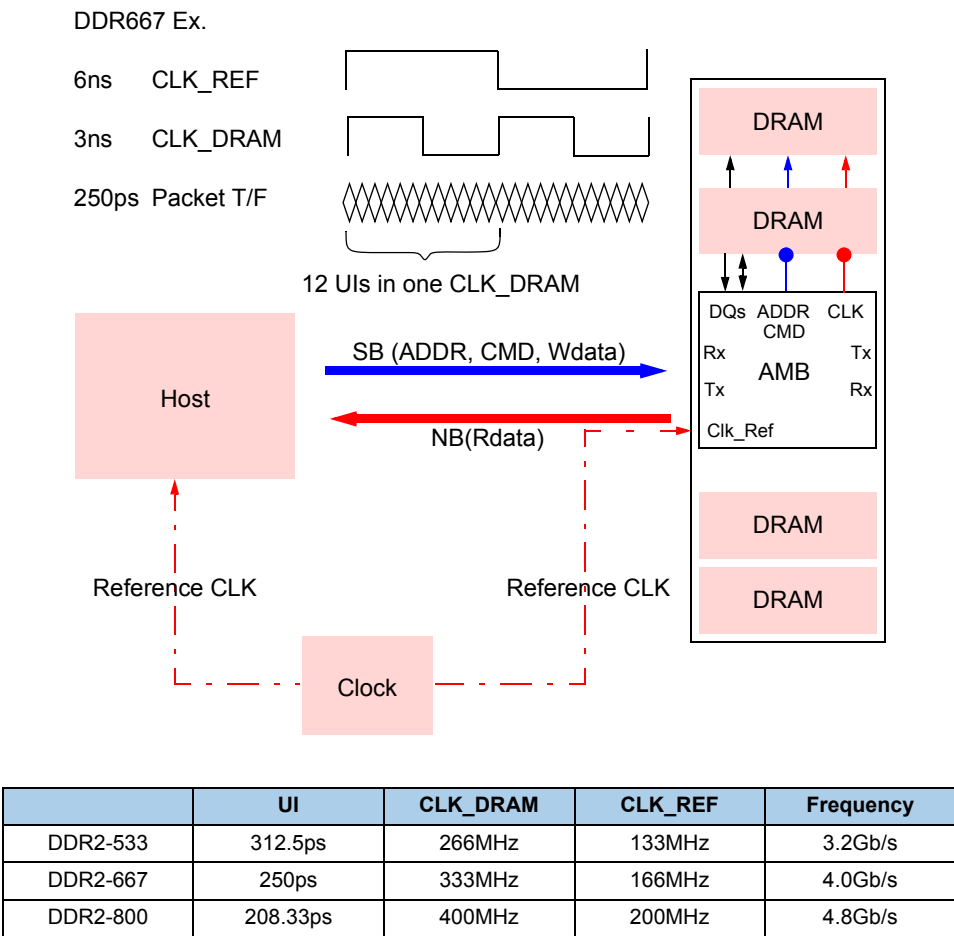 DDR667 Ex.
6ns CLK_REF
3ns CLK_DRAM
250ps Packet T/F
12 UIs in one CLK_DRAM
DRAM
DRAM
DQs ADDR CLK
CMD
Rx Tx
AMB
Tx Rx
Clk_Ref
Host
SB (ADDR, CMD, Wdata)
NB(Rdata)
DRAM
DRAM
Reference CLK Reference CLK
Clock
UI CLK_DRAM CLK_REF Frequency
DDR2-533 312.5ps 266MHz 133MHz 3.2Gb/s
DDR2-667 250ps 333MHz 166MHz 4.0Gb/s
DDR2-800 208.33ps 400MHz 200MHz 4.8Gb/s